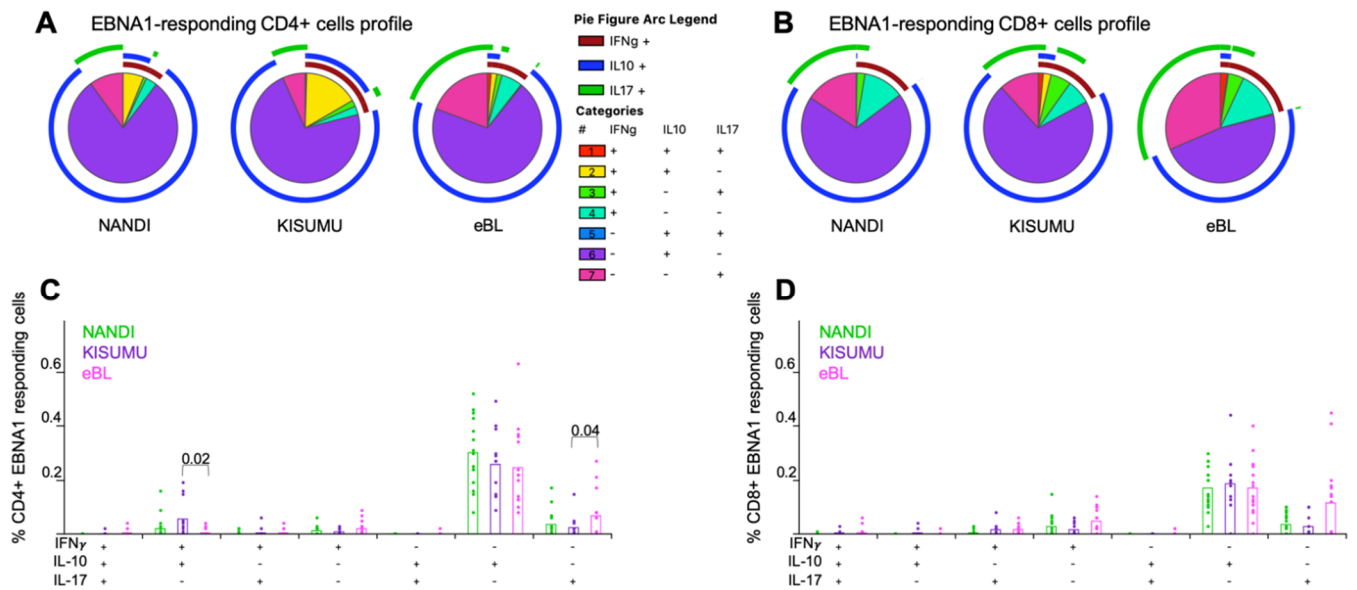 A EBNA1-responding CD4+ cells profile
NANDI KISUMU eBL
Pie Figure Arc Legend
IFNg +
IL10 +
IL17 +
Categories
# IFNg IL10 IL17
1 + + +
2 + + -
3 + - +
4 + - -
5 - + +
6 - + -
7 - - +
B EBNA1-responding CD8+ cells profile
NANDI KISUMU eBL
C
% CD4+ EBNA1 responding cells
NANDI
KISUMU
eBL
0.6
0.4
0.2
0.02
0.04
IFNγ + + + + - - -
IL-10 + + - - + + -
IL-17 + - + - + - +
D
% CD8+ EBNA1 responding cells
NANDI
KISUMU
eBL
0.6
0.4
0.2
IFNγ + + + + - - -
IL-10 + + - - + + -
IL-17 + - + - + - +